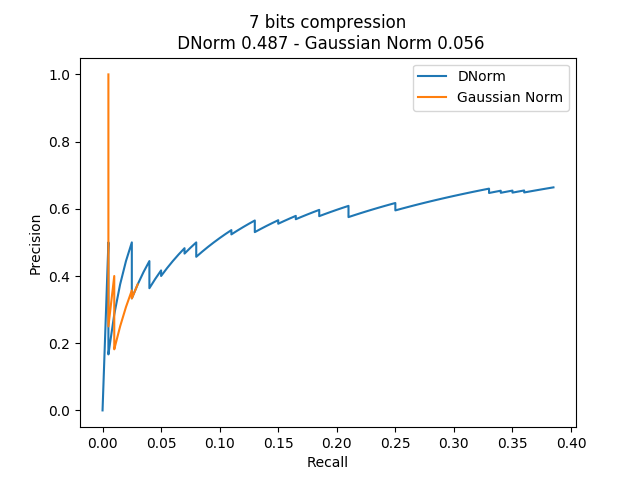 7 bits compression
DNorm 0.487 - Gaussian Norm 0.056
DNorm
Gaussian Norm
1.0
0.8
0.6
0.4
0.2
0.0
Precision
0.00 0.05 0.10 0.15 0.20 0.25 0.30 0.35 0.40
Recall